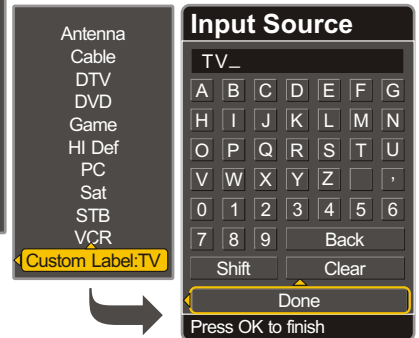 Antenna
Cable
DTV
DVD
Game
HI Def
PC
Sat
STB
VCR
Custom Label:TV
Input Source
TV_
A B C D E F G
H I J K L M N
O P Q R S T U
V W X Y Z ,
0 1 2 3 4 5 6
7 8 9 Back
Shift Clear
Done
Press OK to finish